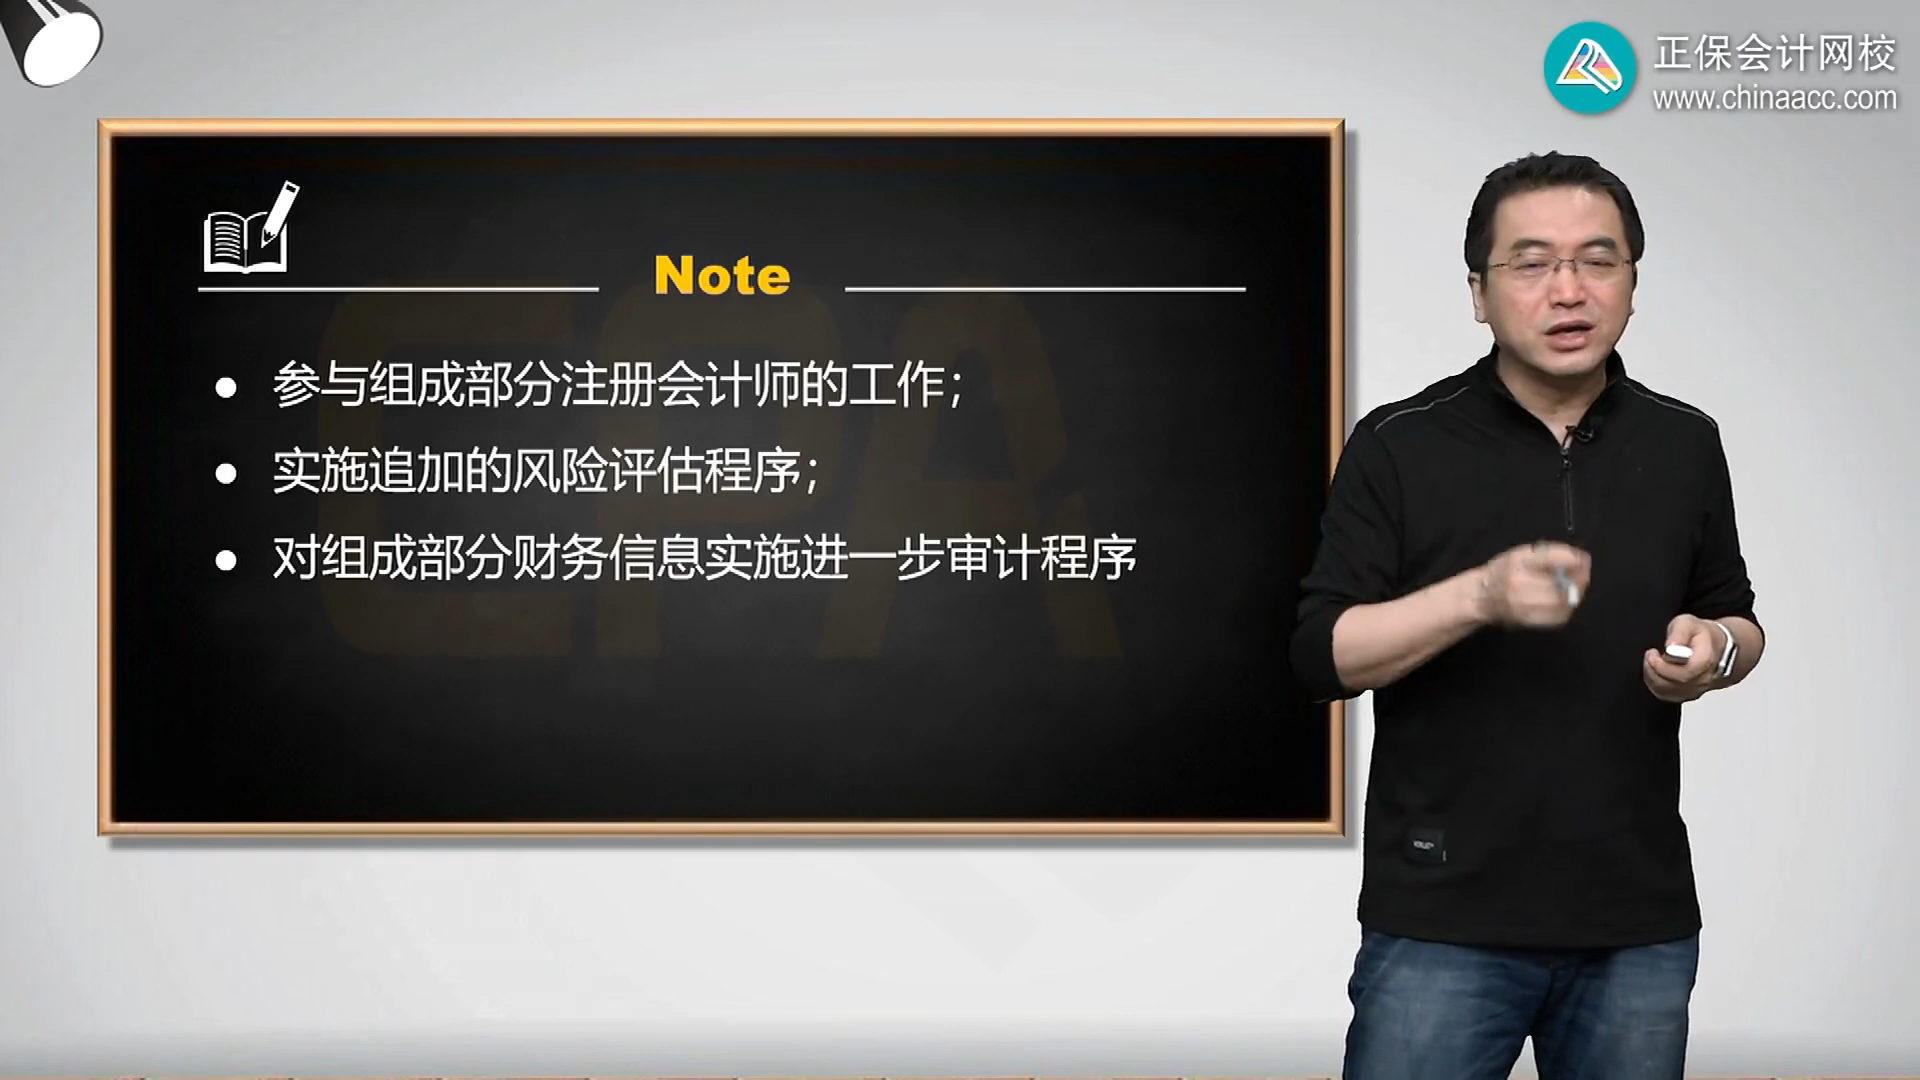 正保会计网校
www.chinaacc.com
Note
CPA
参与组成部分注册会计师的工作；
实施追加的风险评估程序；
对组成部分财务信息实施进一步审计程序